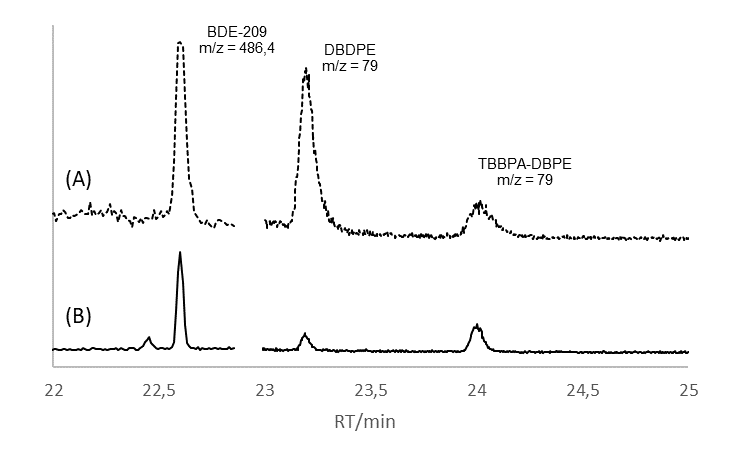 BDE-209
m/z = 486,4
DBDPE
m/z = 79
TBBPA-DBPE
m/z = 79
(A)
(B)
22
22,5
23
23,5
24
24,5
25
RT/min